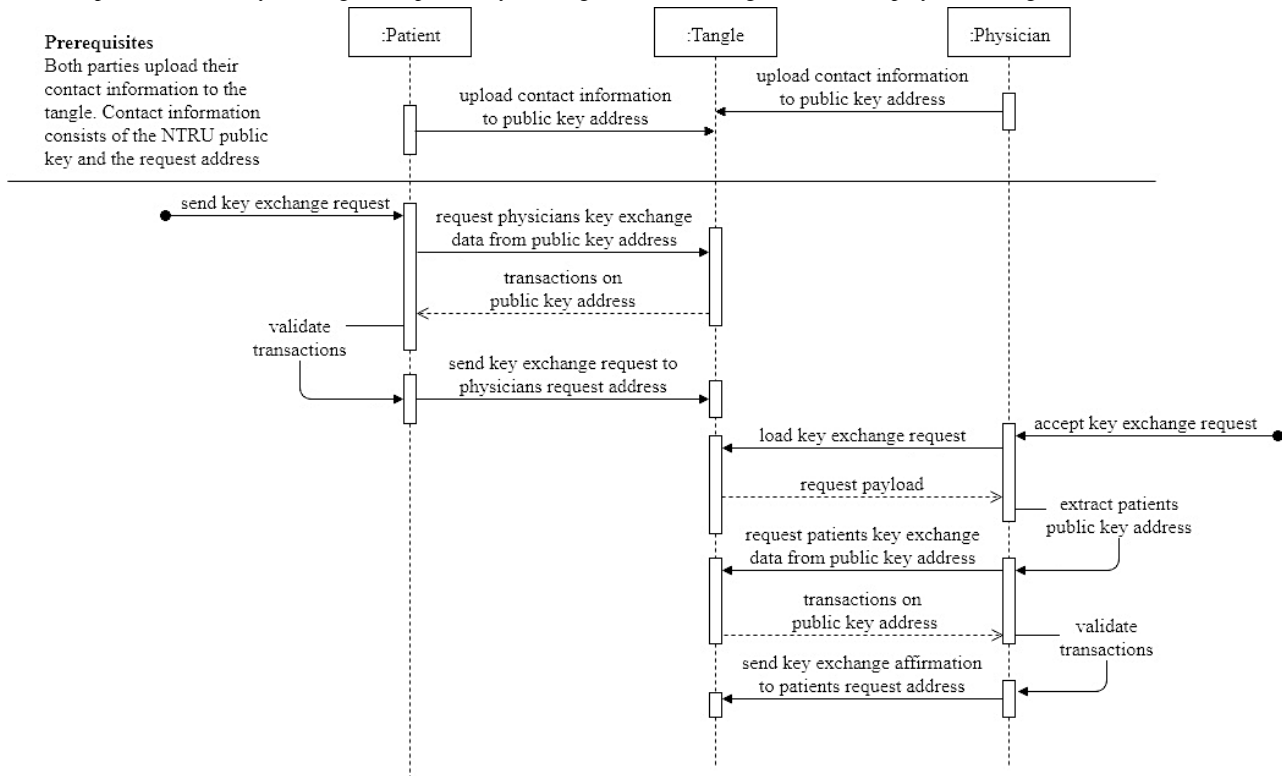 :Patient
:Tangle
:Physician
Prerequisites
Both parties upload their
contact information to the
tangle. Contact information
consists of the NTRU public
key and the request address
upload contact information
to public key address
upload contact information
to public key address
send key exchange request
request physicians key exchange
data from public key address
transactions on
public key address
validate
transactions
send key exchange request to
physicians request address
accept key exchange request
load key exchange request
request payload
extract patients
public key address
request patients key exchange
data from public key address
transactions on
public key address
validate
transactions
send key exchange affirmation
to patients request address